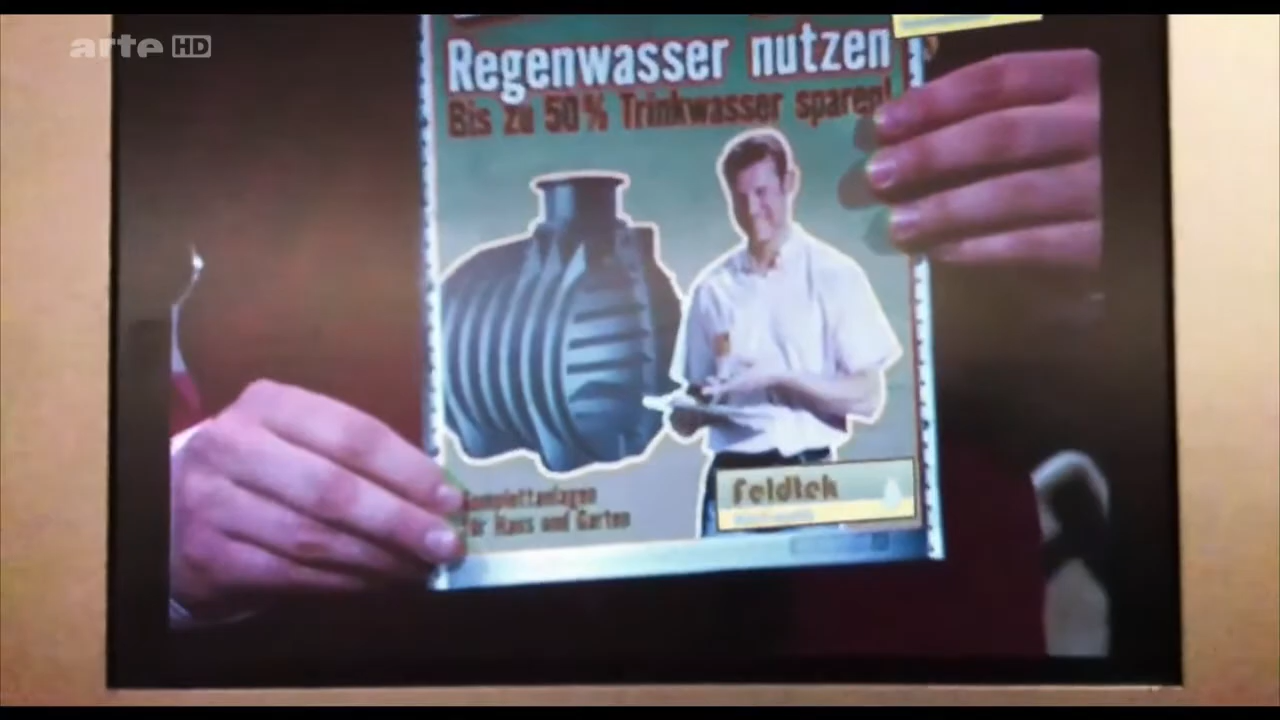 arte HD
Regenwasser nutzen
Bis zu 50% Trinkwasser sparen!
Komplettanlagen
für Haus und Garten
feldtek